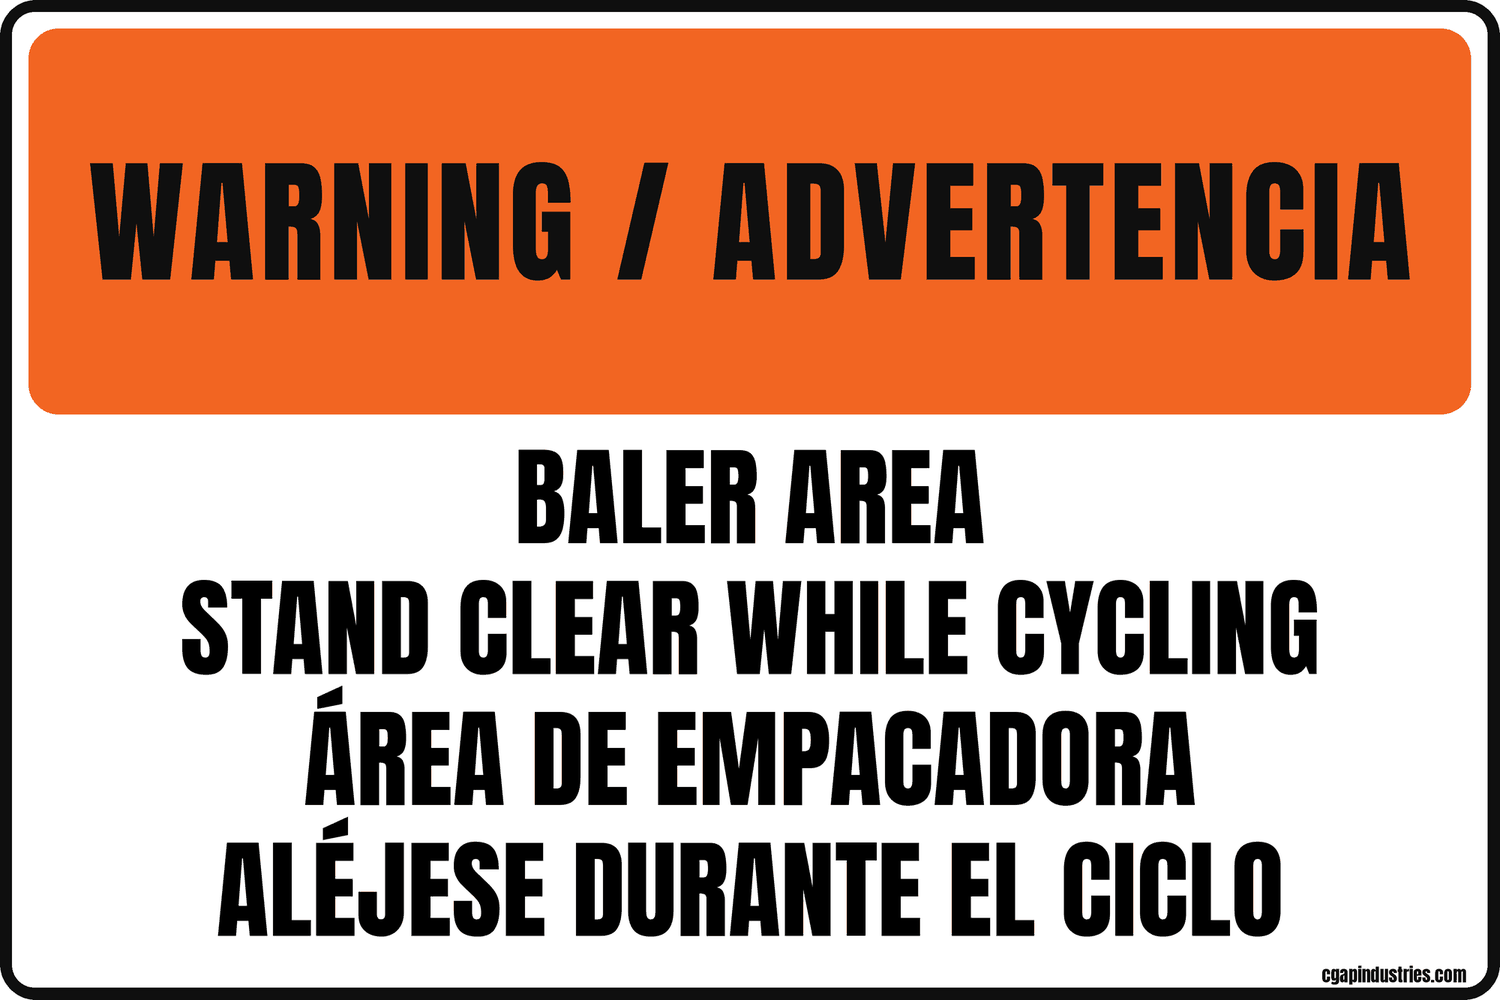 WARNING / ADVERTENCIA
BALER AREA
STAND CLEAR WHILE CYCLING
ÁREA DE EMPACADORA
ALÉJESE DURANTE EL CICLO
cgapindustries.com